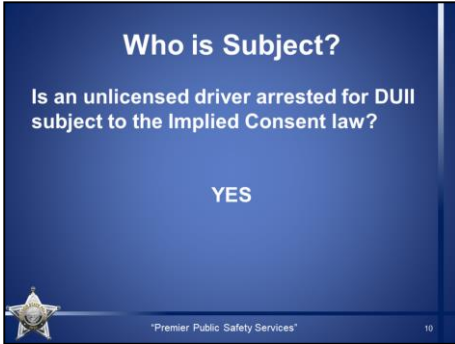 Who is Subject?
Is an unlicensed driver arrested for DUII
subject to the Implied Consent law?
YES
"Premier Public Safety Services"
10